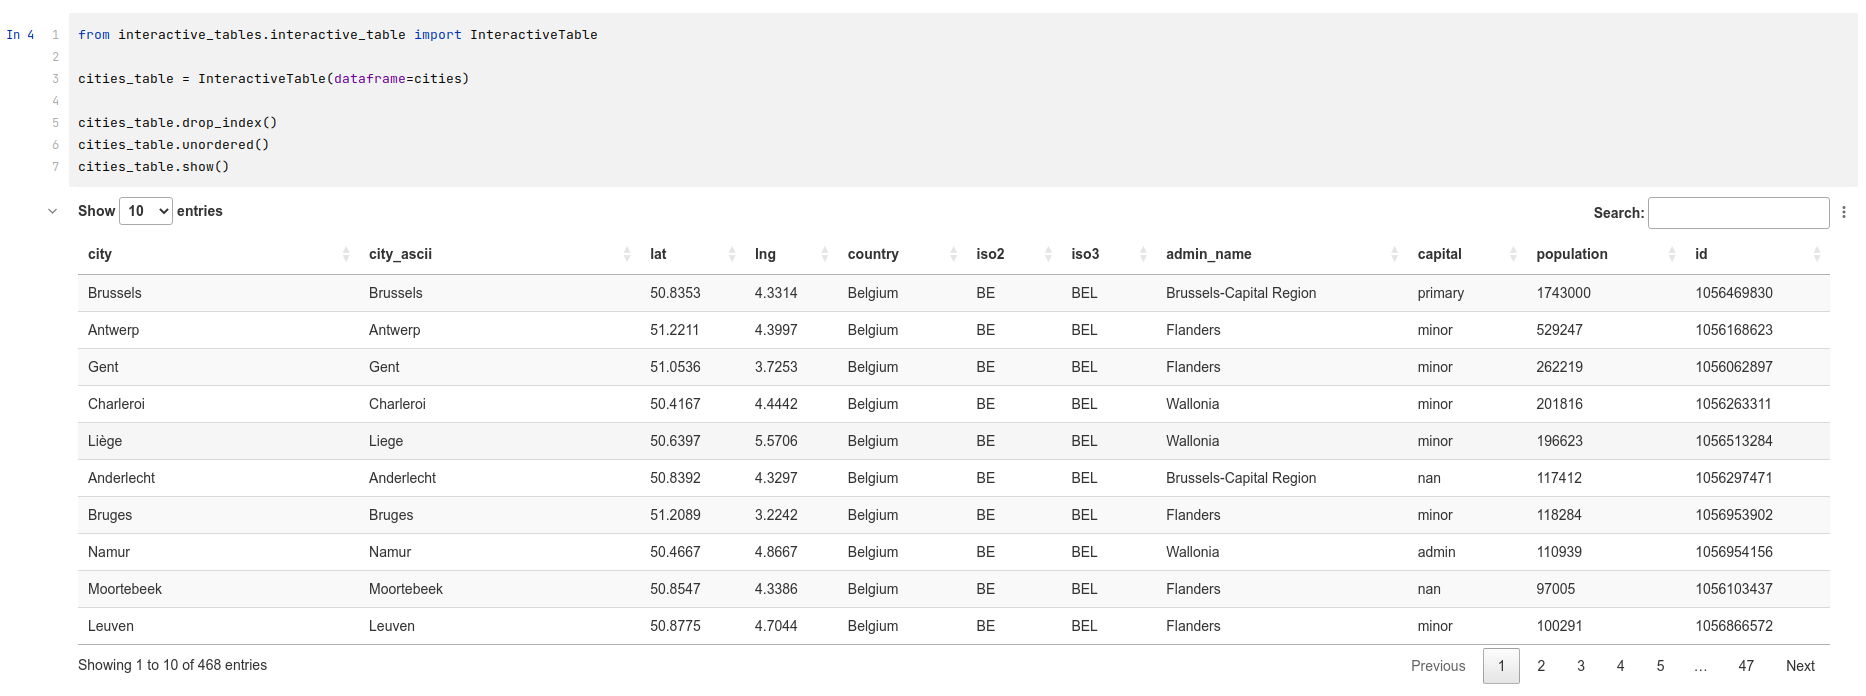 In 4 1 from interactive_tables.interactive_table import InteractiveTable
2
3 cities_table = InteractiveTable(dataframe=cities)
4
5 cities_table.drop_index()
6 cities_table.unordered()
7 cities_table.show()
Show 10 entries Search:
city city_ascii lat lng country iso2 iso3 admin_name capital population id
Brussels Brussels 50.8353 4.3314 Belgium BE BEL Brussels-Capital Region primary 1743000 1056469830
Antwerp Antwerp 51.2211 4.3997 Belgium BE BEL Flanders minor 529247 1056168623
Gent Gent 51.0536 3.7253 Belgium BE BEL Flanders minor 262219 1056062897
Charleroi Charleroi 50.4167 4.4442 Belgium BE BEL Wallonia minor 201816 1056263311
Liège Liege 50.6397 5.5706 Belgium BE BEL Wallonia minor 196623 1056513284
Anderlecht Anderlecht 50.8392 4.3297 Belgium BE BEL Brussels-Capital Region nan 117412 1056297471
Bruges Bruges 51.2089 3.2242 Belgium BE BEL Flanders minor 118284 1056953902
Namur Namur 50.4667 4.8667 Belgium BE BEL Wallonia admin 110939 1056954156
Moortebeek Moortebeek 50.8547 4.3386 Belgium BE BEL Flanders nan 97005 1056103437
Leuven Leuven 50.8775 4.7044 Belgium BE BEL Flanders minor 100291 1056866572
Showing 1 to 10 of 468 entries Previous 1 2 3 4 5 … 47 Next